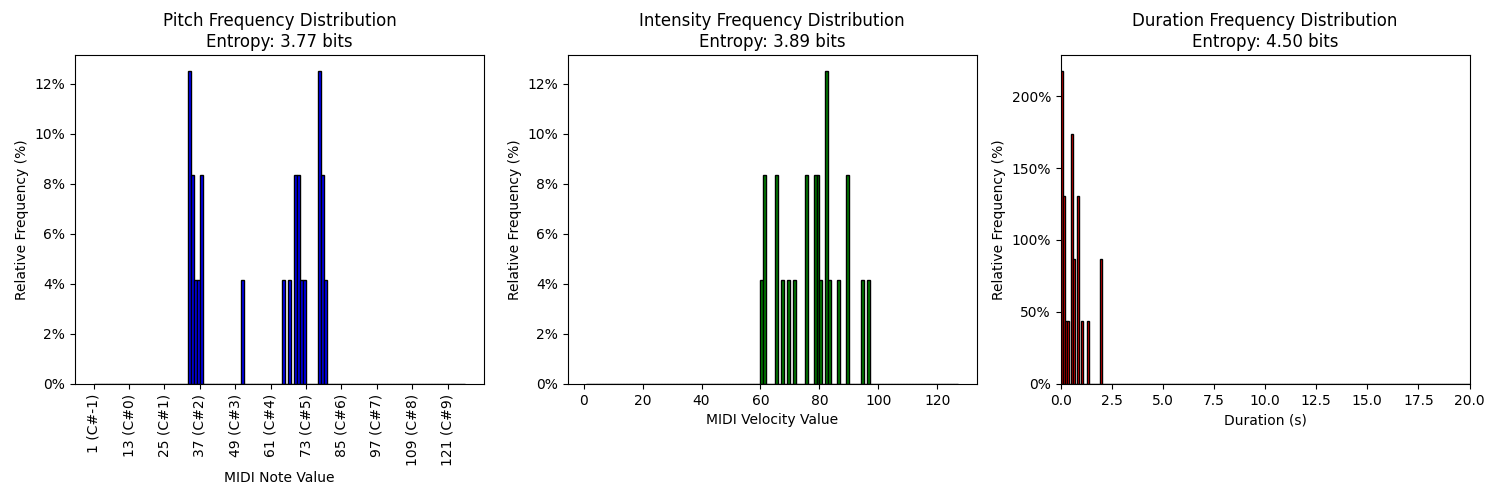 Pitch Frequency Distribution
Entropy: 3.77 bits
Relative Frequency (%)
12%
10%
8%
6%
4%
2%
0%
1 (C#-1)
13 (C#0)
25 (C#1)
37 (C#2)
49 (C#3)
61 (C#4)
73 (C#5)
85 (C#6)
97 (C#7)
109 (C#8)
121 (C#9)
MIDI Note Value
Intensity Frequency Distribution
Entropy: 3.89 bits
Relative Frequency (%)
12%
10%
8%
6%
4%
2%
0%
0 20 40 60 80 100 120
MIDI Velocity Value
Duration Frequency Distribution
Entropy: 4.50 bits
Relative Frequency (%)
200%
150%
100%
50%
0%
0.0 2.5 5.0 7.5 10.0 12.5 15.0 17.5 20.0
Duration (s)